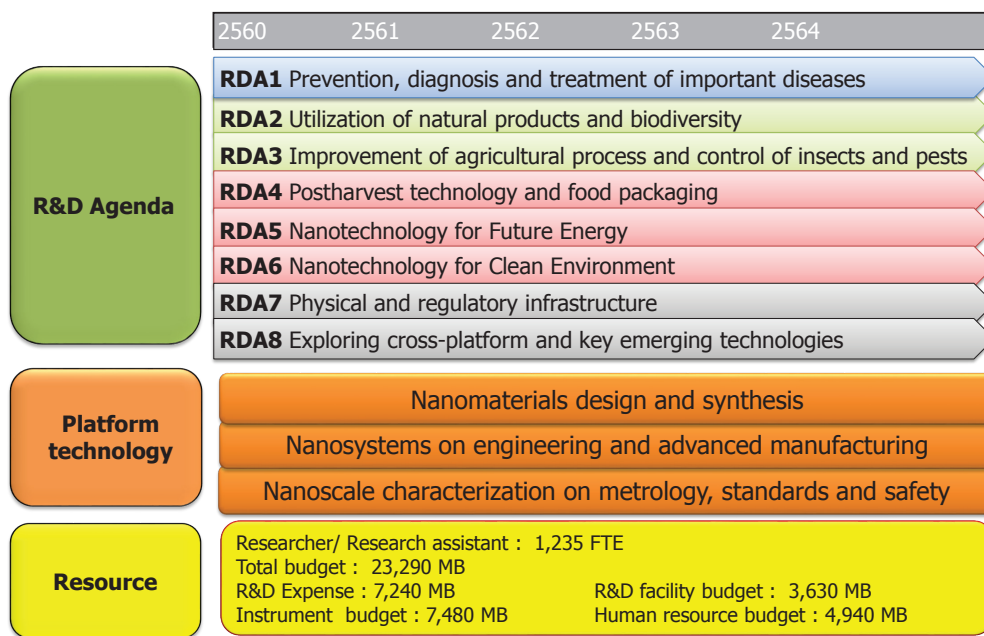 2560 2561 2562 2563 2564
R&D Agenda
RDA1 Prevention, diagnosis and treatment of important diseases
RDA2 Utilization of natural products and biodiversity
RDA3 Improvement of agricultural process and control of insects and pests
RDA4 Postharvest technology and food packaging
RDA5 Nanotechnology for Future Energy
RDA6 Nanotechnology for Clean Environment
RDA7 Physical and regulatory infrastructure
RDA8 Exploring cross-platform and key emerging technologies
Platform
technology
Nanomaterials design and synthesis
Nanosystems on engineering and advanced manufacturing
Nanoscale characterization on metrology, standards and safety
Resource
Researcher/ Research assistant : 1,235 FTE
Total budget : 23,290 MB
R&D Expense : 7,240 MB R&D facility budget : 3,630 MB
Instrument budget : 7,480 MB Human resource budget : 4,940 MB